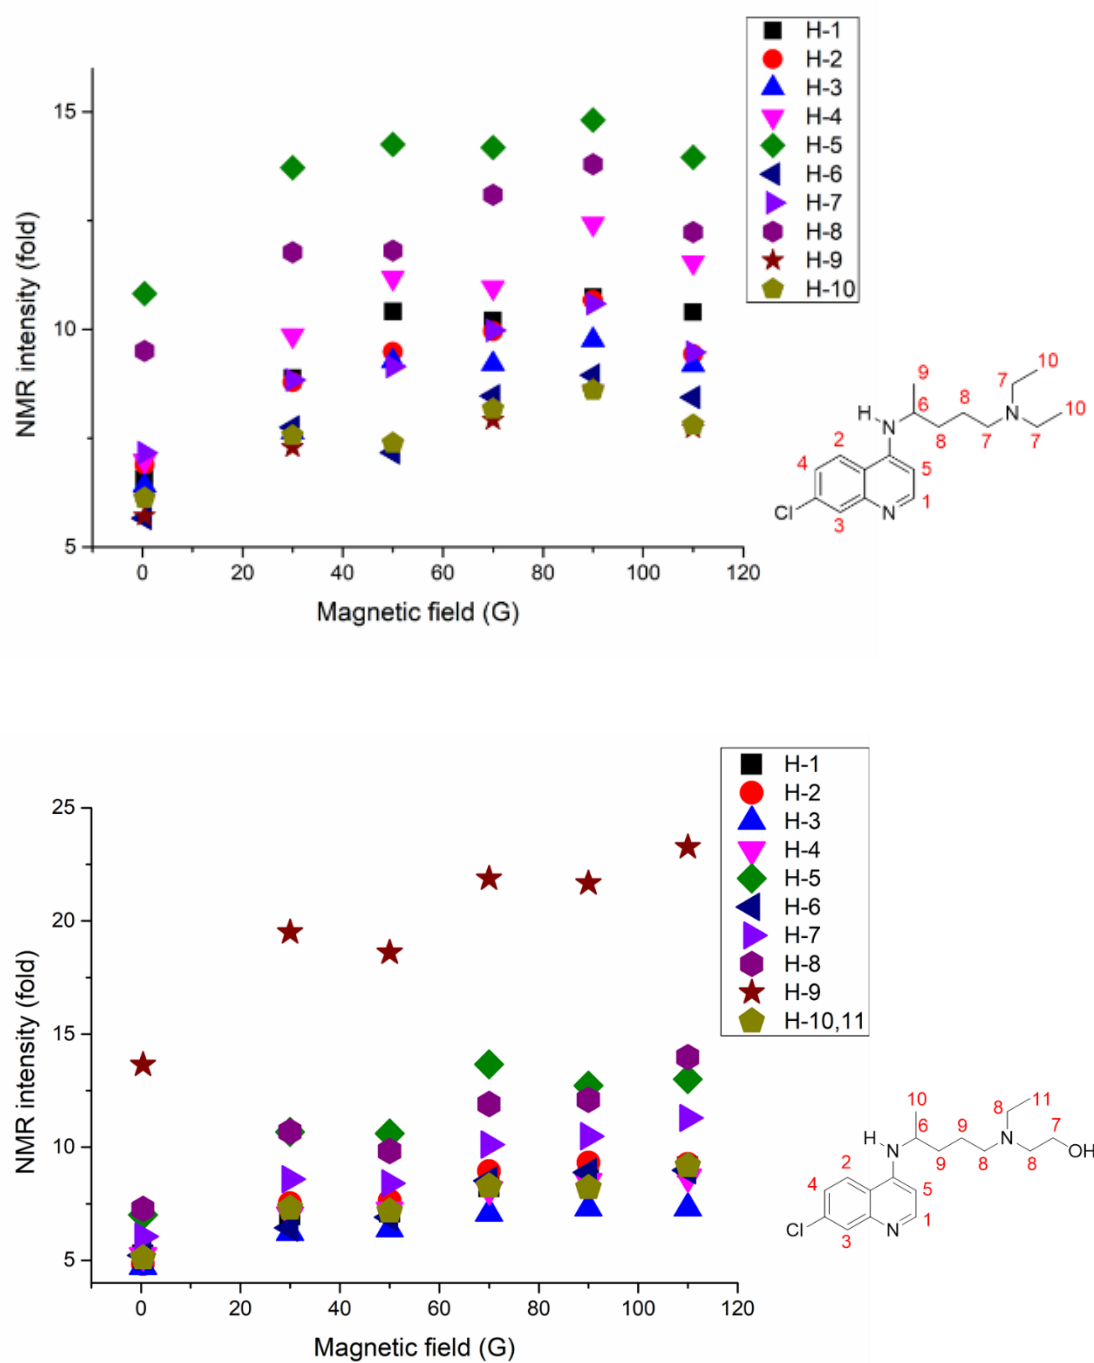 H-1
H-2
H-3
H-4
H-5
H-6
H-7
H-8
H-9
H-10
15
10
5
NMR intensity (fold)
0 20 40 60 80 100 120
Magnetic field (G)
9 8 7 10
H N 6 N 10
8 7 7
2 5
4
1
Cl N
3
H-1
H-2
H-3
H-4
H-5
H-6
H-7
H-8
H-9
H-10,11
25
20
15
10
5
NMR intensity (fold)
0 20 40 60 80 100 120
Magnetic field (G)
10 9 8 11
H N 6 N 7 OH
9 8 8
2 5
4
1
Cl N
3